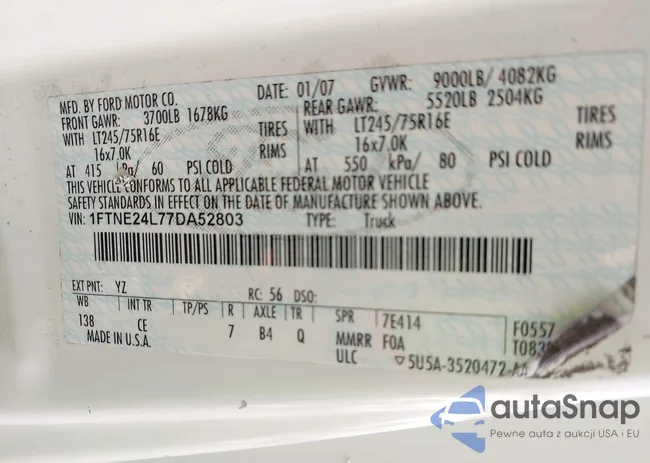 MFD. BY FORD MOTOR CO. DATE: 01/07 GVWR: 9000LB/ 4082KG
FRONT GAWR: 3700LB 1678KG REAR GAWR: 5520LB 2504KG
WITH LT245/75R16E TIRES WITH LT245/75R16E TIRES
16x7.0K RIMS 16x7.0K RIMS
AT 415 kPa/ 60 PSI COLD AT 550 kPa/ 80 PSI COLD
THIS VEHICLE CONFORMS TO ALL APPLICABLE FEDERAL MOTOR VEHICLE
SAFETY STANDARDS IN EFFECT ON THE DATE OF MANUFACTURE SHOWN ABOVE.
VIN: 1FTNE24L77DA52803 TYPE: Truck
EXT PNT: YZ RC: 56 DSO:
WB INT TR TP/PS R AXLE TR SPR 7E414 F0557
138 CE 7 B4 Q MMRR F0A
MADE IN U.S.A. ULC ▽5U5A-3520472-AA
autaSnap
Pewne auta z aukcji USA i EU